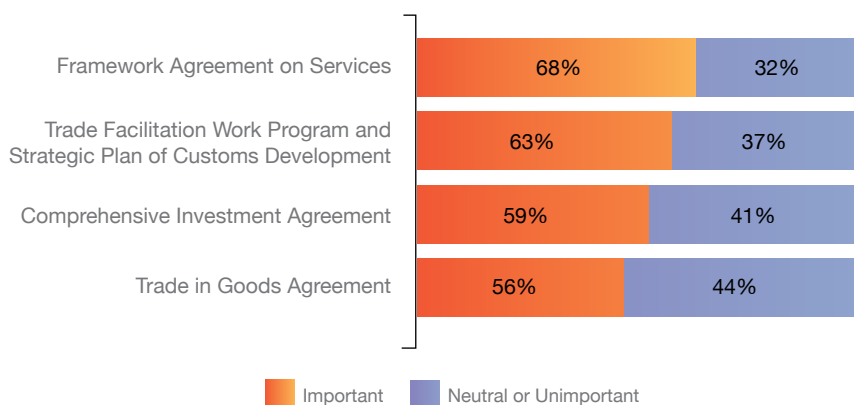 Framework Agreement on Services
68%
32%
Trade Facilitation Work Program and
Strategic Plan of Customs Development
63%
37%
Comprehensive Investment Agreement
59%
41%
Trade in Goods Agreement
56%
44%
Important
Neutral or Unimportant